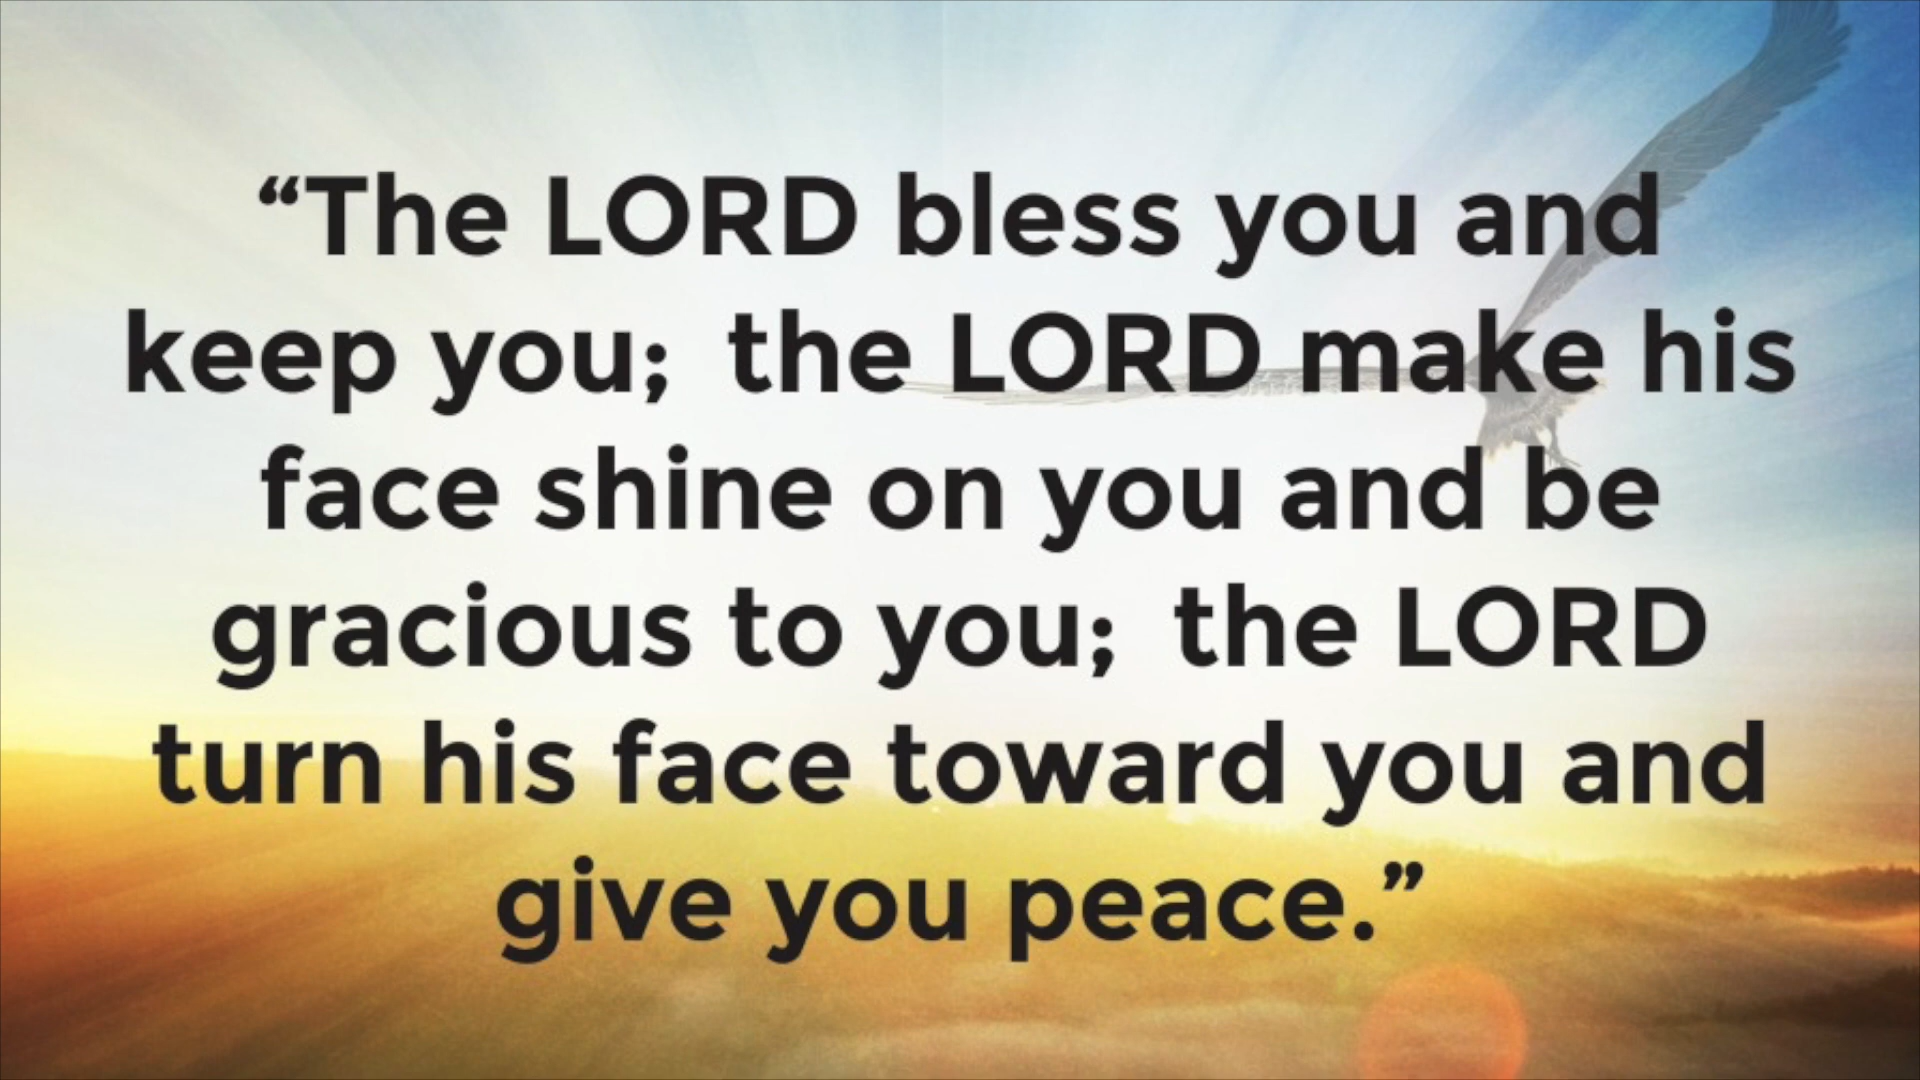 “The LORD bless you and
keep you;  the LORD make his
face shine on you and be
gracious to you;  the LORD
turn his face toward you and
give you peace.”